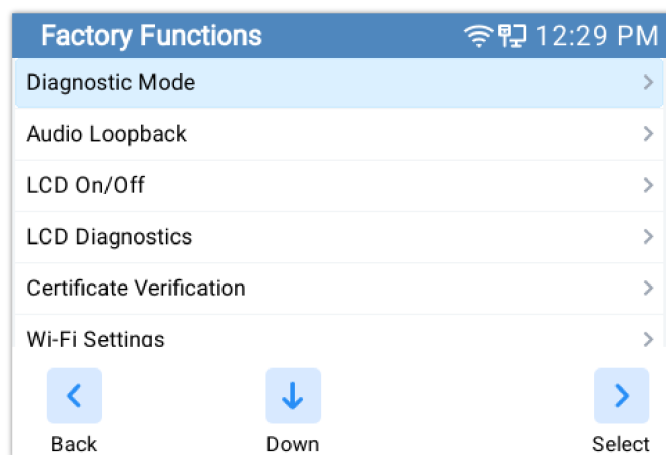 Factory Functions 12:29 PM
Diagnostic Mode
Audio Loopback
LCD On/Off
LCD Diagnostics
Certificate Verification
Wi-Fi Settings
Back Down Select